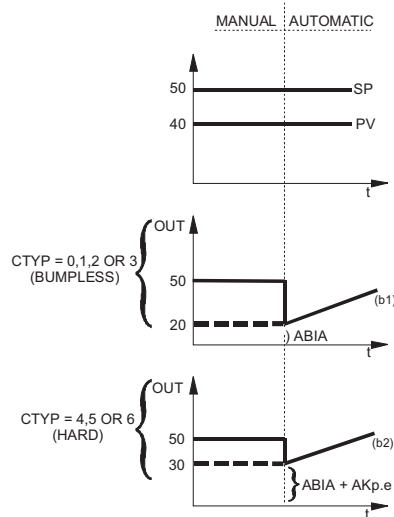 MANUAL AUTOMATIC
50
SP
40
PV
t
OUT
CTYP = 0,1,2 OR 3
(BUMPLESS)
50
(b1)
20
) ABIA
t
OUT
CTYP = 4,5 OR 6
(HARD)
50
(b2)
30
ABIA + AKp.e
t